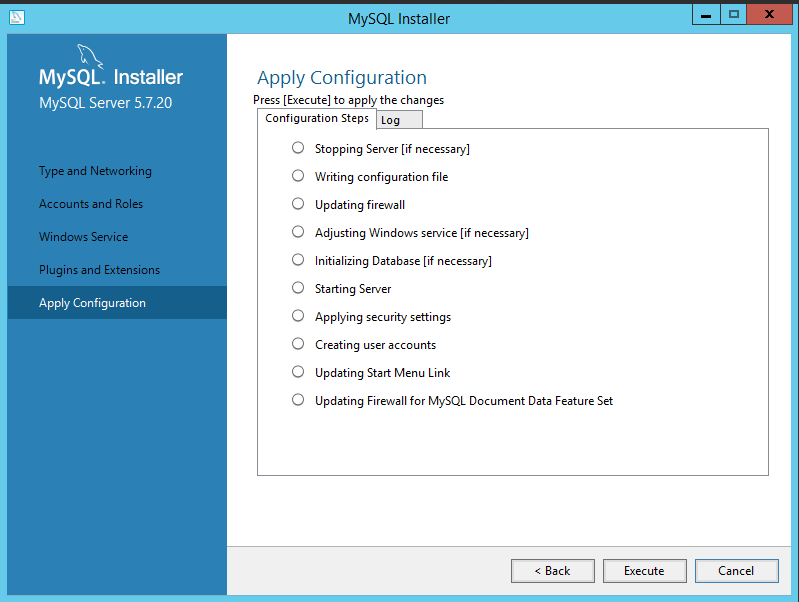 MySQL Installer
MySQL. Installer
MySQL Server 5.7.20
Type and Networking
Accounts and Roles
Windows Service
Plugins and Extensions
Apply Configuration
Apply Configuration
Press [Execute] to apply the changes
Configuration Steps Log
Stopping Server [if necessary]
Writing configuration file
Updating firewall
Adjusting Windows service [if necessary]
Initializing Database [if necessary]
Starting Server
Applying security settings
Creating user accounts
Updating Start Menu Link
Updating Firewall for MySQL Document Data Feature Set
< Back Execute Cancel